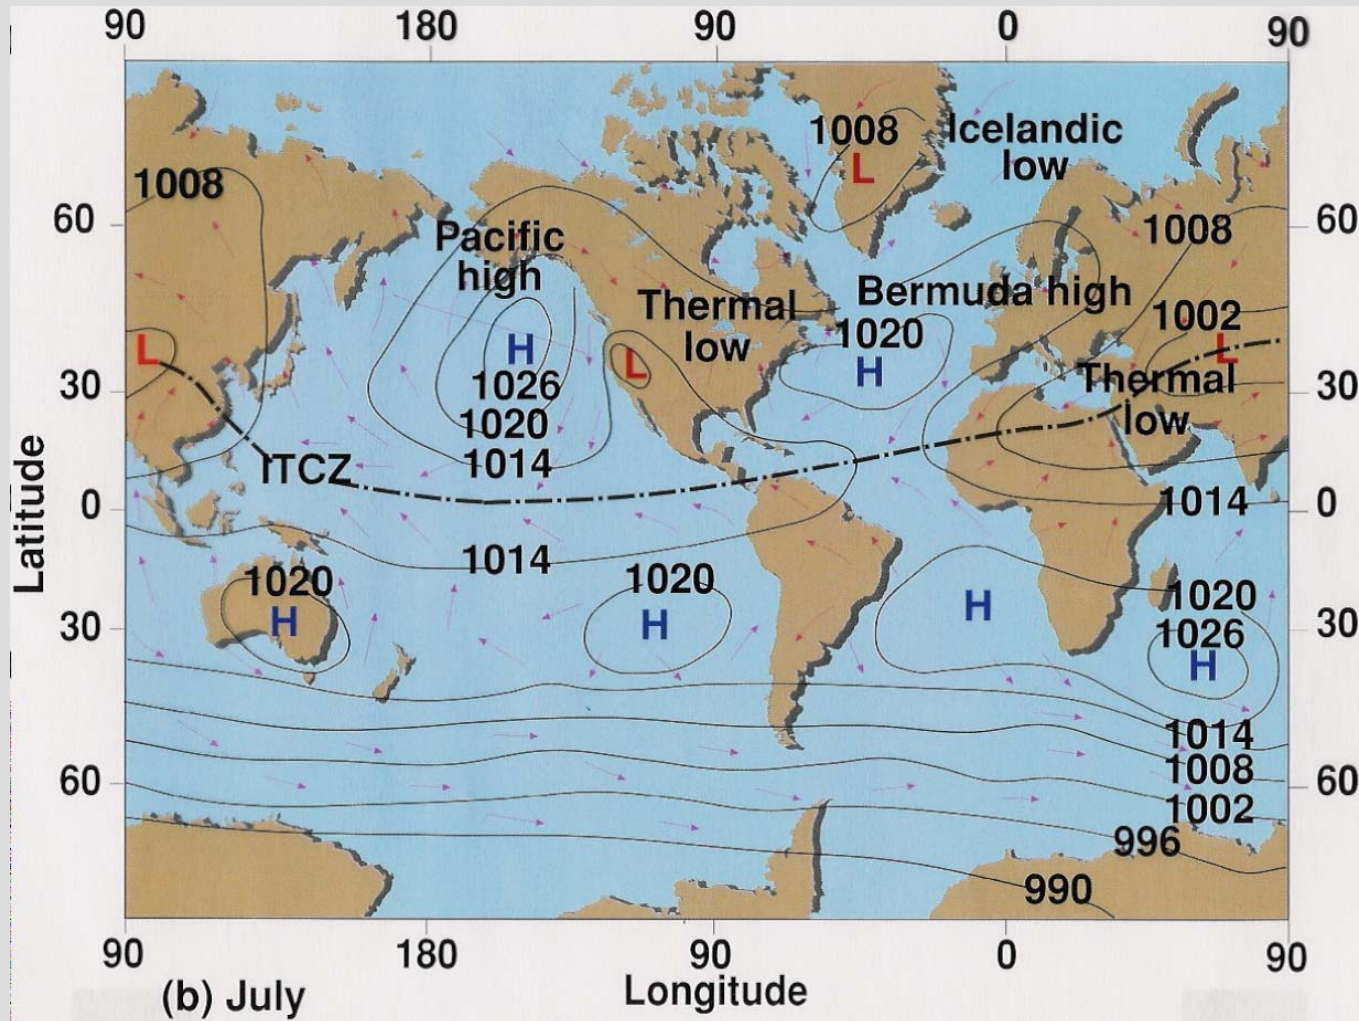 90 180 90 0 90
1008 Icelandic
low
1008
60 60
1008
Pacific
high
Bermuda high
Thermal
low
1002
1020
L H L H L
1026
30 30
Thermal
low
1020
1014
ITCZ
0 1014 0
Latitude
1014
1020 1020
H
1020
30 H H 1026 30
H
1014
1008
60 60
1002
996
990
90 180 90 0 90
(b) July Longitude
L